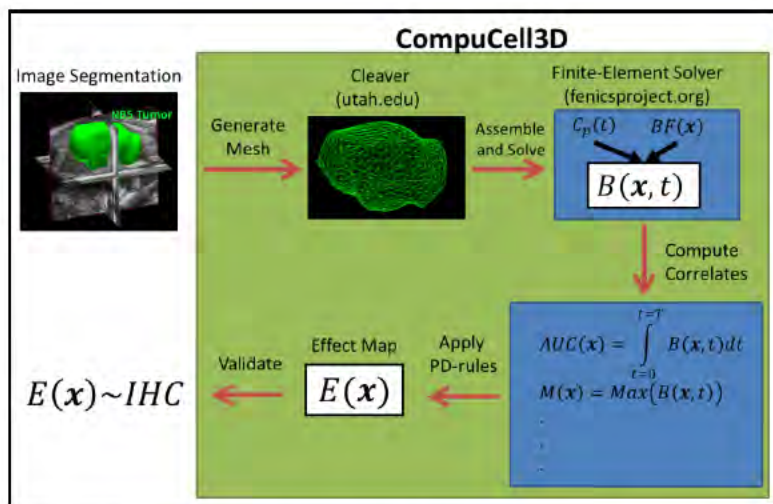 CompuCell3D
Image Segmentation
NBS Tumor
Generate
Mesh
Cleaver
(utah.edu)
Assemble
and Solve
Finite-Element Solver
(fenicsproject.org)
C_p(t) BF(x)
B(x, t)
Compute
Correlates
t=T
AUC(x) = ∫ B(x, t)dt
t=0
M(x) = Max(B(x, t))
.
.
.
Apply
PD-rules
Effect Map
E(x)
Validate
E(x)~IHC